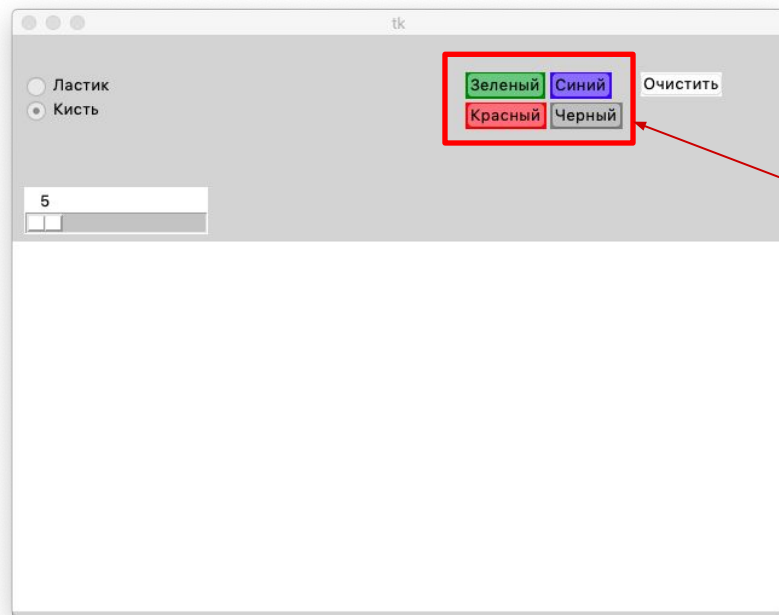 tk
Ластик
Кисть
Зеленый Синий Очистить
Красный Черный
5